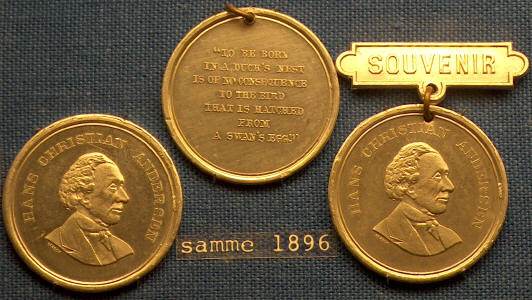 HANS CHRISTIAN ANDERSEN
"TO BE BORN
IN A DUCK'S NEST
IS OF NO CONSEQUENCE
TO THE BIRD
THAT IS HATCHED
FROM
A SWAN'S EGG"
SOUVENIR
HANS CHRISTIAN ANDERSEN
samme 1896